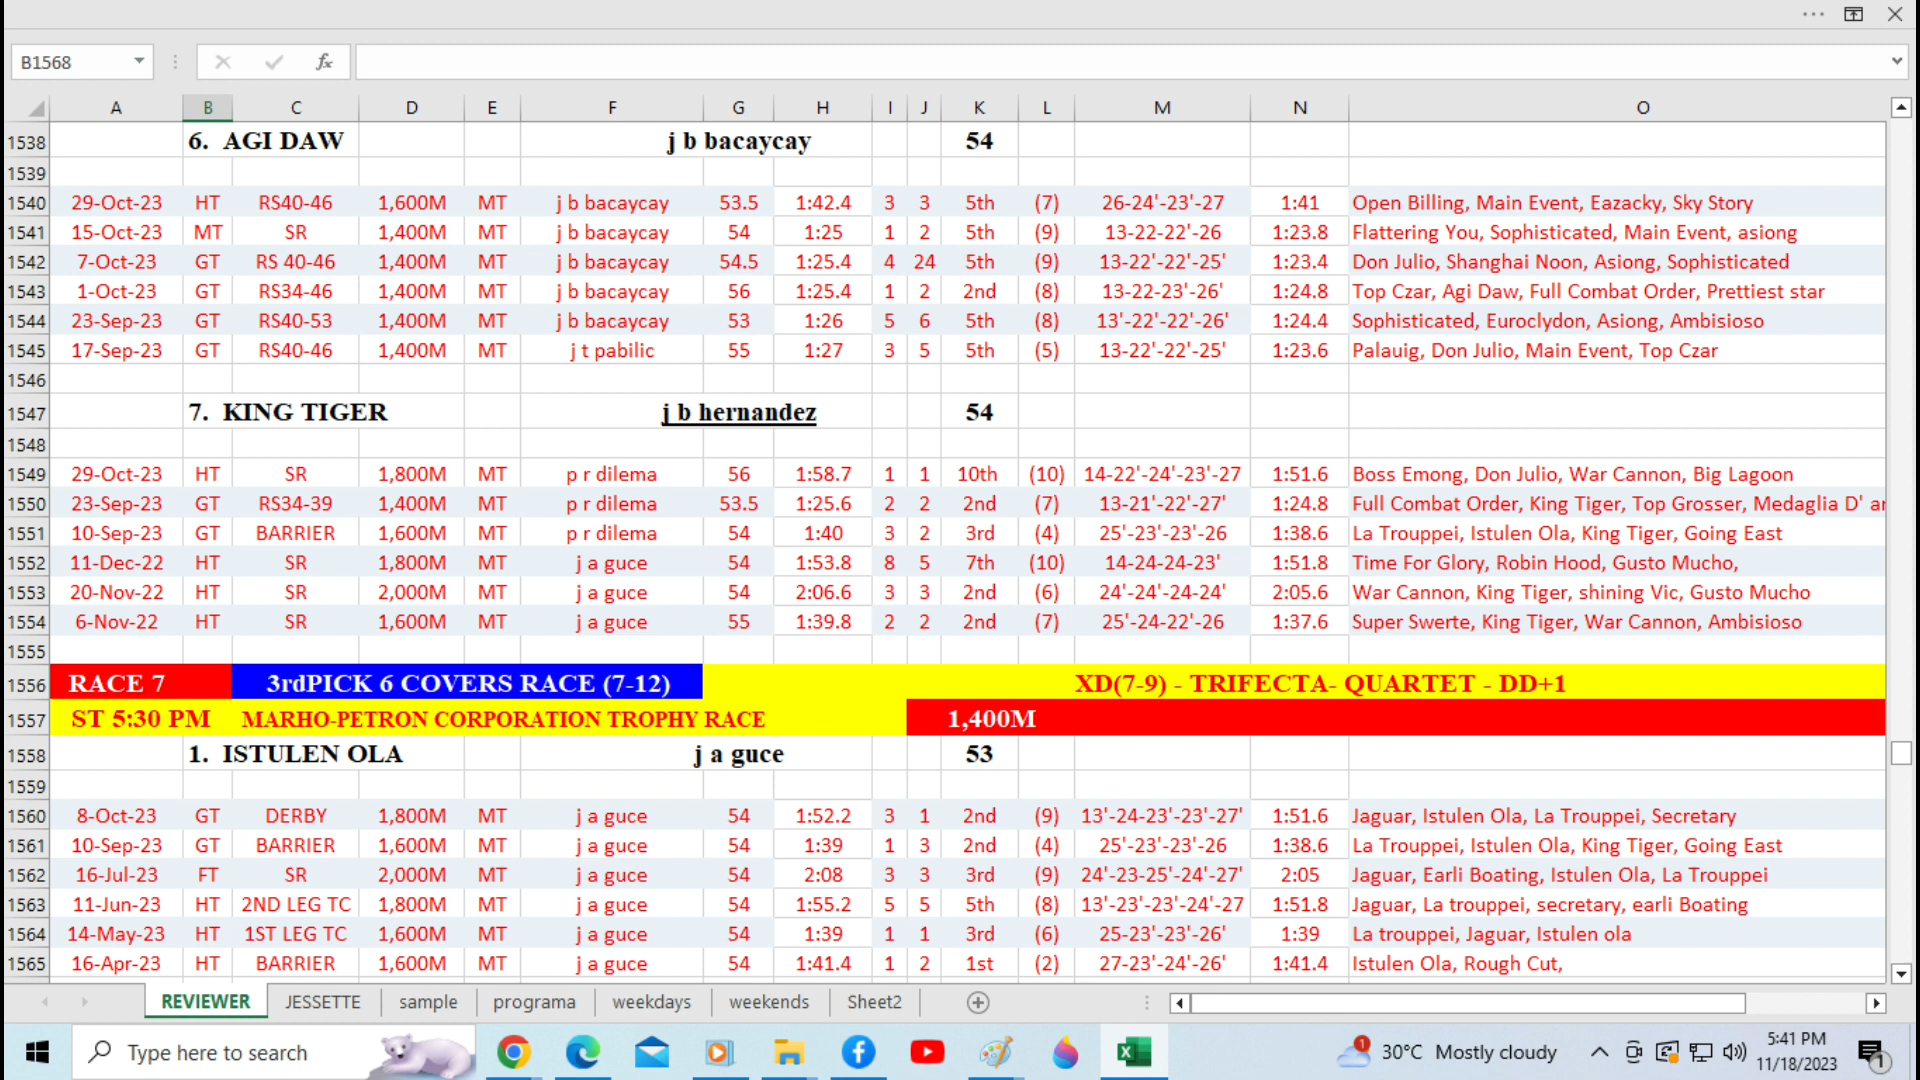 B1568 fx
A B C D E F G H I J K L M N O
1538 6. AGI DAW j b bacaycay 54
1539
1540 29-Oct-23 HT RS40-46 1,600M MT j b bacaycay 53.5 1:42.4 3 3 5th (7) 26-24'-23'-27 1:41 Open Billing, Main Event, Eazacky, Sky Story
1541 15-Oct-23 MT SR 1,400M MT j b bacaycay 54 1:25 1 2 5th (9) 13-22-22'-26 1:23.8 Flattering You, Sophisticated, Main Event, asiong
1542 7-Oct-23 GT RS 40-46 1,400M MT j b bacaycay 54.5 1:25.4 4 24 5th (9) 13-22'-22'-25' 1:23.4 Don Julio, Shanghai Noon, Asiong, Sophisticated
1543 1-Oct-23 GT RS34-46 1,400M MT j b bacaycay 56 1:25.4 1 2 2nd (8) 13-22-23'-26' 1:24.8 Top Czar, Agi Daw, Full Combat Order, Prettiest star
1544 23-Sep-23 GT RS40-53 1,400M MT j b bacaycay 53 1:26 5 6 5th (8) 13'-22'-22'-26' 1:24.4 Sophisticated, Euroclydon, Asiong, Ambisioso
1545 17-Sep-23 GT RS40-46 1,400M MT j t pabilic 55 1:27 3 5 5th (5) 13-22'-22'-25' 1:23.6 Palauig, Don Julio, Main Event, Top Czar
1546
1547 7. KING TIGER j b hernandez 54
1548
1549 29-Oct-23 HT SR 1,800M MT p r dilema 56 1:58.7 1 1 10th (10) 14-22'-24'-23'-27 1:51.6 Boss Emong, Don Julio, War Cannon, Big Lagoon
1550 23-Sep-23 GT RS34-39 1,400M MT p r dilema 53.5 1:25.6 2 2 2nd (7) 13-21'-22'-27' 1:24.8 Full Combat Order, King Tiger, Top Grosser, Medaglia D' ar
1551 10-Sep-23 GT BARRIER 1,600M MT p r dilema 54 1:40 3 2 3rd (4) 25'-23'-23'-26 1:38.6 La Trouppei, Istulen Ola, King Tiger, Going East
1552 11-Dec-22 HT SR 1,800M MT j a guce 54 1:53.8 8 5 7th (10) 14-24-24-23' 1:51.8 Time For Glory, Robin Hood, Gusto Mucho,
1553 20-Nov-22 HT SR 2,000M MT j a guce 54 2:06.6 3 3 2nd (6) 24'-24'-24-24' 2:05.6 War Cannon, King Tiger, shining Vic, Gusto Mucho
1554 6-Nov-22 HT SR 1,600M MT j a guce 55 1:39.8 2 2 2nd (7) 25'-24-22'-26 1:37.6 Super Swerte, King Tiger, War Cannon, Ambisioso
1555
1556 RACE 7 3rdPICK 6 COVERS RACE (7-12) XD(7-9) - TRIFECTA- QUARTET - DD+1
1557 ST 5:30 PM MARHO-PETRON CORPORATION TROPHY RACE 1,400M
1558 1. ISTULEN OLA j a guce 53
1559
1560 8-Oct-23 GT DERBY 1,800M MT j a guce 54 1:52.2 3 1 2nd (9) 13'-24-23'-23'-27' 1:51.6 Jaguar, Istulen Ola, La Trouppei, Secretary
1561 10-Sep-23 GT BARRIER 1,600M MT j a guce 54 1:39 1 3 2nd (4) 25'-23'-23'-26 1:38.6 La Trouppei, Istulen Ola, King Tiger, Going East
1562 16-Jul-23 FT SR 2,000M MT j a guce 54 2:08 3 3 3rd (9) 24'-23-25'-24'-27' 2:05 Jaguar, Earli Boating, Istulen Ola, La Trouppei
1563 11-Jun-23 HT 2ND LEG TC 1,800M MT j a guce 54 1:55.2 5 5 5th (8) 13'-23'-23'-24'-27 1:51.8 Jaguar, La trouppei, secretary, earli Boating
1564 14-May-23 HT 1ST LEG TC 1,600M MT j a guce 54 1:39 1 1 3rd (6) 25-23'-23'-26' 1:39 La trouppei, Jaguar, Istulen ola
1565 16-Apr-23 HT BARRIER 1,600M MT j a guce 54 1:41.4 1 2 1st (2) 27-23'-24'-26' 1:41.4 Istulen Ola, Rough Cut,
REVIEWER JESSETTE sample programa weekdays weekends Sheet2
Type here to search 1 30°C Mostly cloudy 5:41 PM
11/18/2023 1